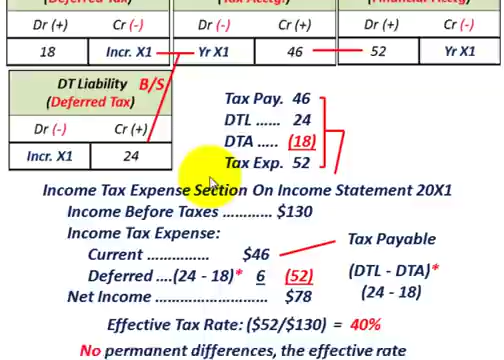 (Deferred Tax) (Tax Acctg.) (Financial Acctg)
Dr (+) Cr (-) Dr (+) Cr (-) Dr (+) Cr (-)
18 Incr. X1 Yr X1 46 52 Yr X1
DT Liability B/S
(Deferred Tax)
Dr (-) Cr (+)
Incr. X1 24
Tax Pay. 46
DTL ...... 24
DTA ..... (18)
Tax Exp. 52
Income Tax Expense Section On Income Statement 20X1
Income Before Taxes ............ $130
Income Tax Expense:
Current ............... $46
Tax Payable
Deferred ....(24 - 18)* 6 (52)
(DTL - DTA)*
Net Income ........................... $78
(24 - 18)
Effective Tax Rate: ($52/$130) = 40%
No permanent differences, the effective rate